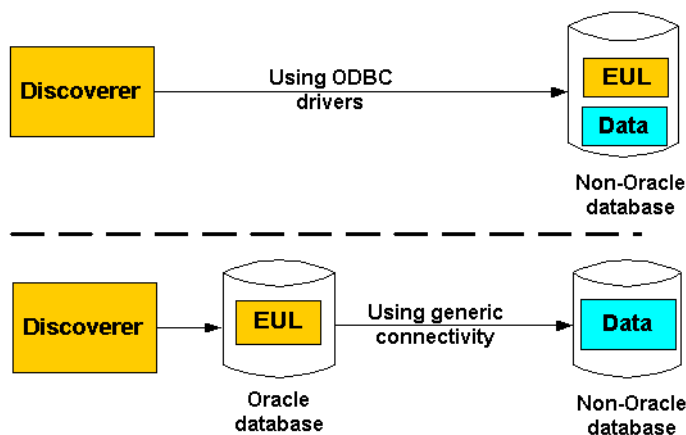 Discoverer
Using ODBC
drivers
EUL
Data
Non-Oracle
database
Discoverer
EUL
Using generic
connectivity
Data
Oracle
database
Non-Oracle
database